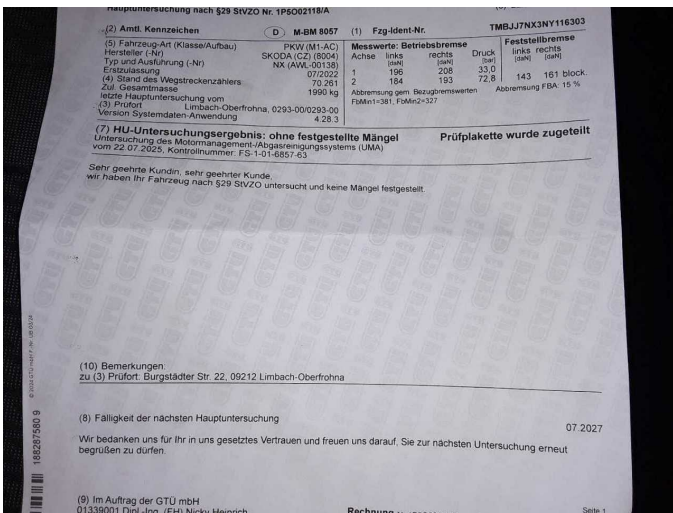 Hauptuntersuchung nach §29 StVZO Nr. 1P5O02118/A
(2) Amtl. Kennzeichen D M-BM 8057 (1) Fzg-Ident-Nr. TMBJJ7NX3NY116303
(5) Fahrzeug-Art (Klasse/Aufbau) PKW (M1-AC)
Hersteller (-Nr) SKODA (CZ) (8004)
Typ und Ausführung (-Nr) NX (AWL-00138)
Erstzulassung 07/2022
(4) Stand des Wegstreckenzählers 70.261
Zul. Gesamtmasse 1990 kg
letzte Hauptuntersuchung vom
(3) Prüfort Limbach-Oberfrohna, 0293-00/0293-00
Version Systemdaten-Anwendung 4.28.3
Messwerte: Betriebsbremse Feststellbremse
Achse links rechts Druck links rechts
[daN] [daN] [bar] [daN] [daN]
1 196 208 33,0
2 184 193 72,8 143 161 block.
Abbremsung gem. Bezugbremswerten Abbremsung FBA: 15 %
FbMin1=381, FbMin2=327
(7) HU-Untersuchungsergebnis: ohne festgestellte Mängel Prüfplakette wurde zugeteilt
Untersuchung des Motormanagement-/Abgasreinigungssystems (UMA)
vom 22.07.2025, Kontrollnummer: FS-1-01-6857-63
Sehr geehrte Kundin, sehr geehrter Kunde,
wir haben Ihr Fahrzeug nach §29 StVZO untersucht und keine Mängel festgestellt.
(10) Bemerkungen:
zu (3) Prüfort: Burgstädter Str. 22, 09212 Limbach-Oberfrohna
(8) Fälligkeit der nächsten Hauptuntersuchung
07.2027
Wir bedanken uns für Ihr in uns gesetztes Vertrauen und freuen uns darauf, Sie zur nächsten Untersuchung erneut
begrüßen zu dürfen.
188287580 9
(9) Im Auftrag der GTÜ mbH
01339001 Dipl.-Ing. (FH) Nicky Heinrich
Rechnung
Seite 1